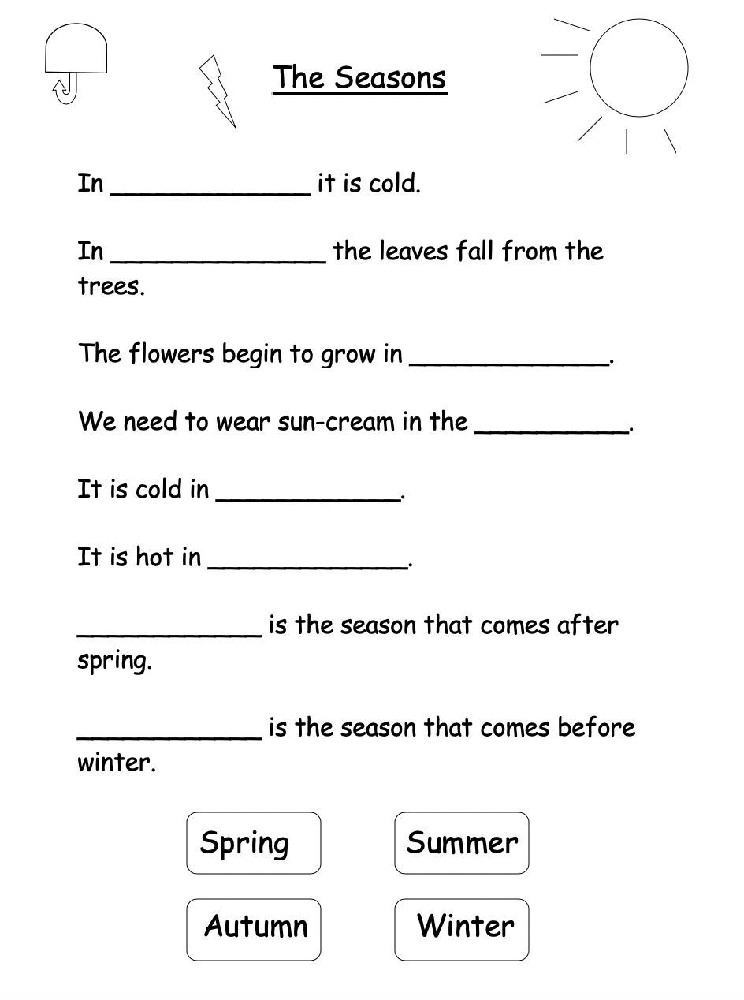 The Seasons
In _____________ it is cold.
In ______________ the leaves fall from the
trees.
The flowers begin to grow in _____________.
We need to wear sun-cream in the __________.
It is cold in ____________.
It is hot in _____________.
____________ is the season that comes after
spring.
____________ is the season that comes before
winter.
Spring Summer
Autumn Winter